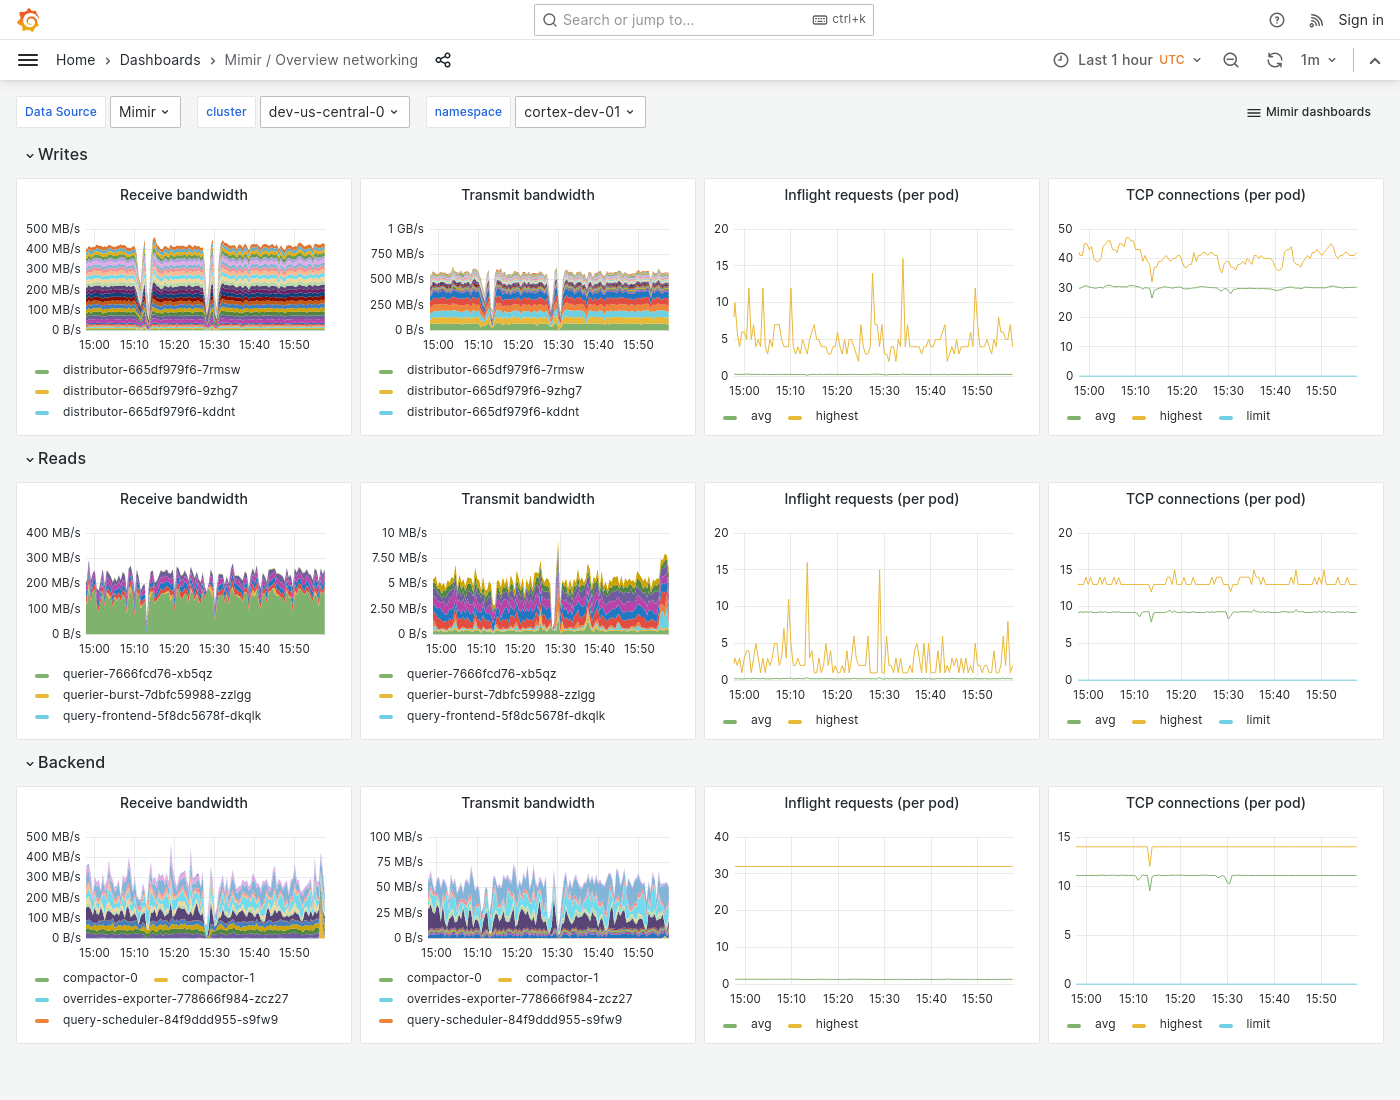 Search or jump to...
ctrl+k
Sign in
Home › Dashboards › Mimir / Overview networking
Last 1 hour UTC
1m
Data Source Mimir cluster dev-us-central-0 namespace cortex-dev-01
Mimir dashboards
Writes
Receive bandwidth
500 MB/s
400 MB/s
300 MB/s
200 MB/s
100 MB/s
0 B/s
15:00 15:10 15:20 15:30 15:40 15:50
distributor-665df979f6-7rmsw
distributor-665df979f6-9zhg7
distributor-665df979f6-kddnt
Transmit bandwidth
1 GB/s
750 MB/s
500 MB/s
250 MB/s
0 B/s
15:00 15:10 15:20 15:30 15:40 15:50
distributor-665df979f6-7rmsw
distributor-665df979f6-9zhg7
distributor-665df979f6-kddnt
Inflight requests (per pod)
20
15
10
5
0
15:00 15:10 15:20 15:30 15:40 15:50
avg highest
TCP connections (per pod)
50
40
30
20
10
0
15:00 15:10 15:20 15:30 15:40 15:50
avg highest limit
Reads
Receive bandwidth
400 MB/s
300 MB/s
200 MB/s
100 MB/s
0 B/s
15:00 15:10 15:20 15:30 15:40 15:50
querier-7666fcd76-xb5qz
querier-burst-7dbfc59988-zzlgg
query-frontend-5f8dc5678f-dkqlk
Transmit bandwidth
10 MB/s
7.50 MB/s
5 MB/s
2.50 MB/s
0 B/s
15:00 15:10 15:20 15:30 15:40 15:50
querier-7666fcd76-xb5qz
querier-burst-7dbfc59988-zzlgg
query-frontend-5f8dc5678f-dkqlk
Inflight requests (per pod)
20
15
10
5
0
15:00 15:10 15:20 15:30 15:40 15:50
avg highest
TCP connections (per pod)
20
15
10
5
0
15:00 15:10 15:20 15:30 15:40 15:50
avg highest limit
Backend
Receive bandwidth
500 MB/s
400 MB/s
300 MB/s
200 MB/s
100 MB/s
0 B/s
15:00 15:10 15:20 15:30 15:40 15:50
compactor-0 compactor-1
overrides-exporter-778666f984-zcz27
query-scheduler-84f9ddd955-s9fw9
Transmit bandwidth
100 MB/s
75 MB/s
50 MB/s
25 MB/s
0 B/s
15:00 15:10 15:20 15:30 15:40 15:50
compactor-0 compactor-1
overrides-exporter-778666f984-zcz27
query-scheduler-84f9ddd955-s9fw9
Inflight requests (per pod)
40
30
20
10
0
15:00 15:10 15:20 15:30 15:40 15:50
avg highest
TCP connections (per pod)
15
10
5
0
15:00 15:10 15:20 15:30 15:40 15:50
avg highest limit